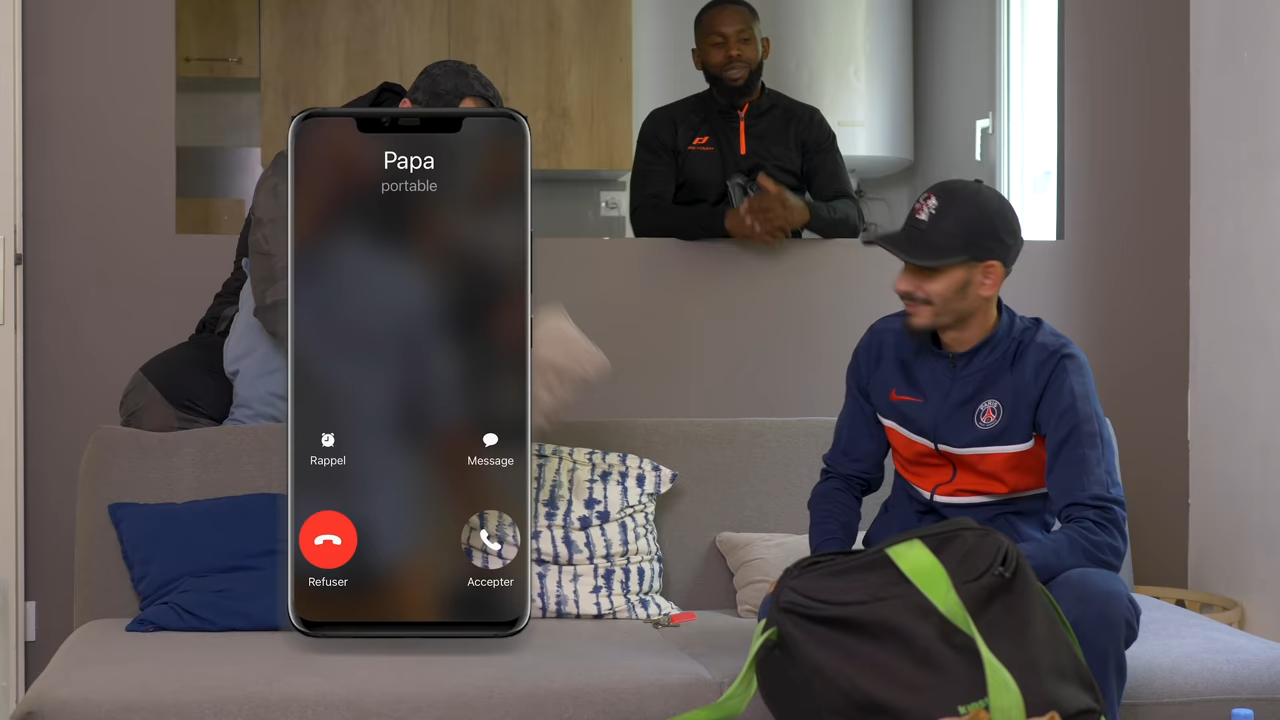 Papa
portable
Rappel
Message
Refuser
Accepter
PARIS